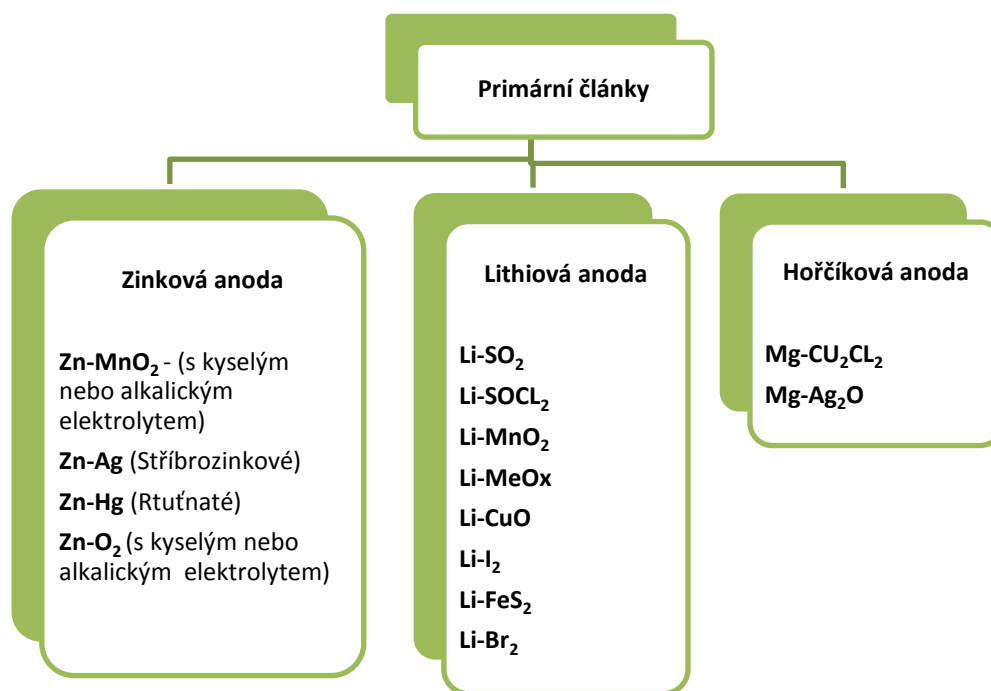 Primární články
Zinková anoda
Zn-MnO₂ - (s kyselým
nebo alkalickým
elektrolytem)
Zn-Ag (Stříbrozinkové)
Zn-Hg (Rtuťnaté)
Zn-O₂ (s kyselým nebo
alkalickým elektrolytem)
Lithiová anoda
Li-SO₂
Li-SOCL₂
Li-MnO₂
Li-MeOx
Li-CuO
Li-I₂
Li-FeS₂
Li-Br₂
Hořčíková anoda
Mg-CU₂CL₂
Mg-Ag₂O